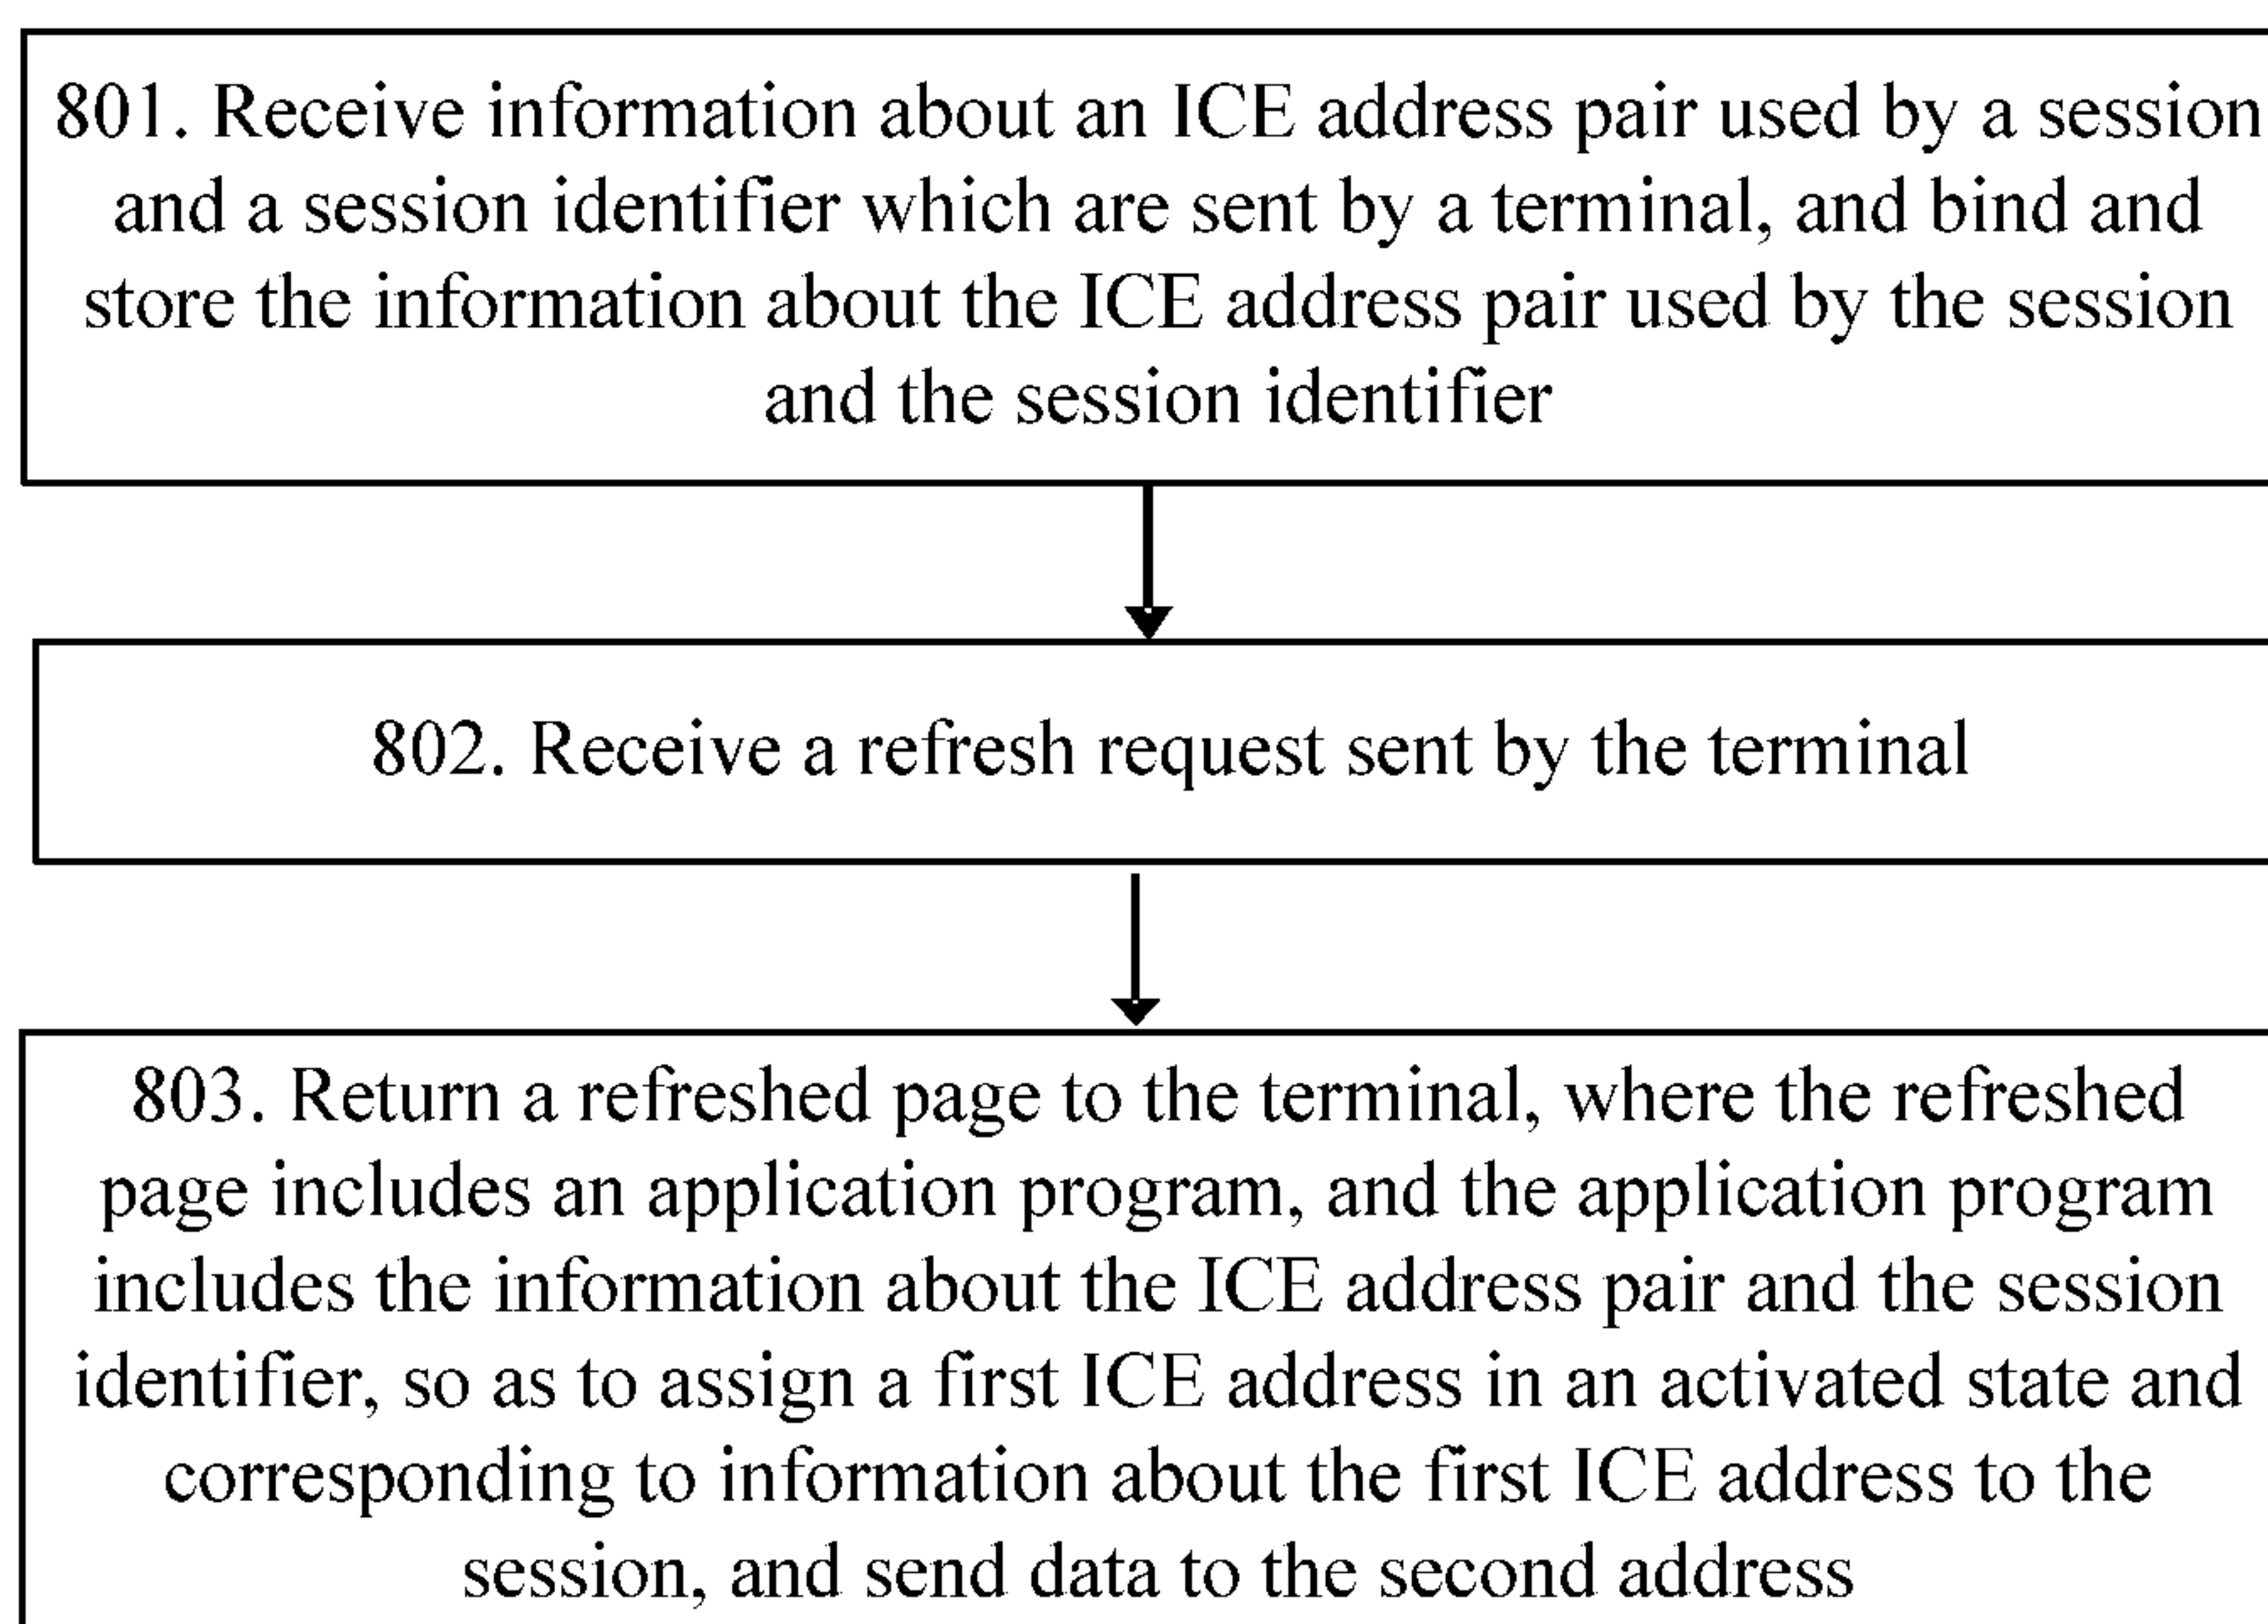 801. Receive information about an ICE address pair used by a session
and a session identifier which are sent by a terminal, and bind and
store the information about the ICE address pair used by the session
and the session identifier
802. Receive a refresh request sent by the terminal
803. Return a refreshed page to the terminal, where the refreshed
page includes an application program, and the application program
includes the information about the ICE address pair and the session
identifier, so as to assign a first ICE address in an activated state and
corresponding to information about the first ICE address to the
session, and send data to the second address